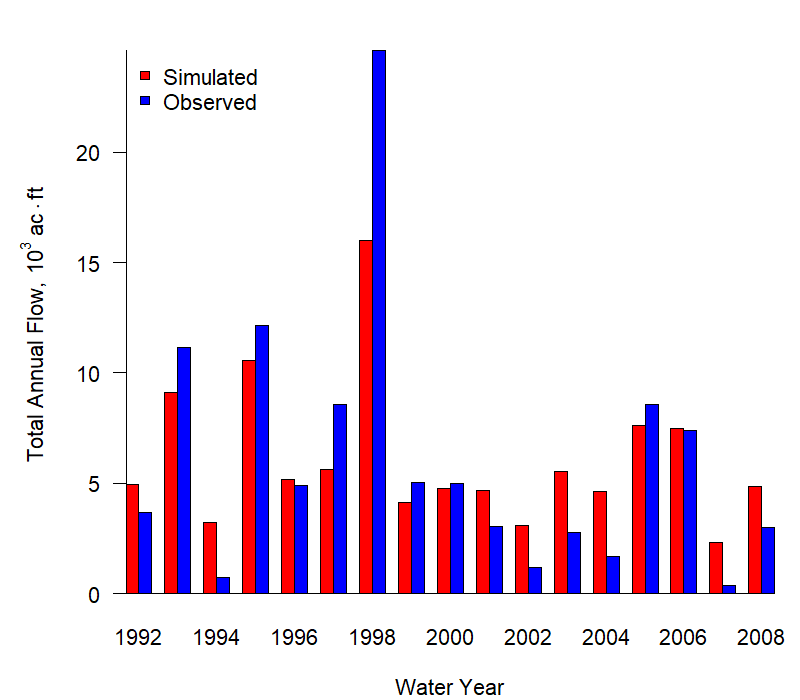 Simulated
Observed
Total Annual Flow, 10³ ac·ft
20
15
10
5
0
1992 1994 1996 1998 2000 2002 2004 2006 2008
Water Year